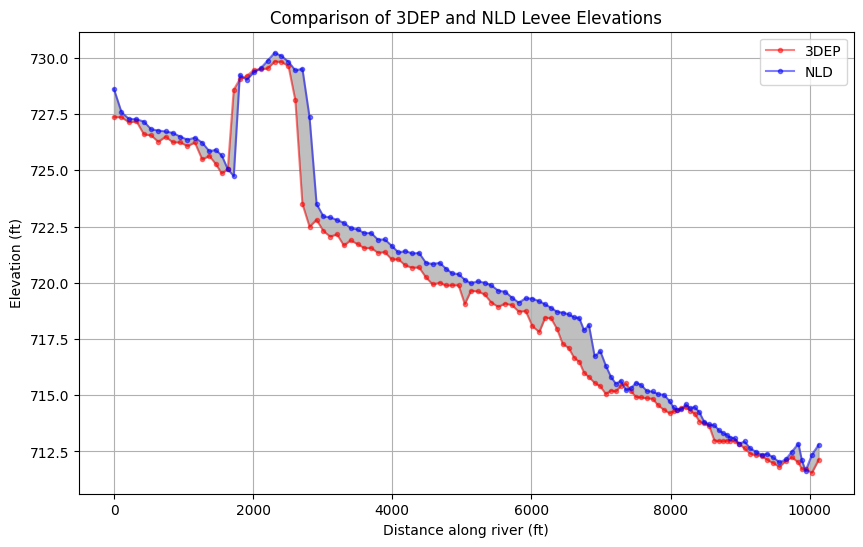 Comparison of 3DEP and NLD Levee Elevations
3DEP
NLD
730.0
727.5
725.0
722.5
720.0
717.5
715.0
712.5
Elevation (ft)
0
2000
4000
6000
8000
10000
Distance along river (ft)